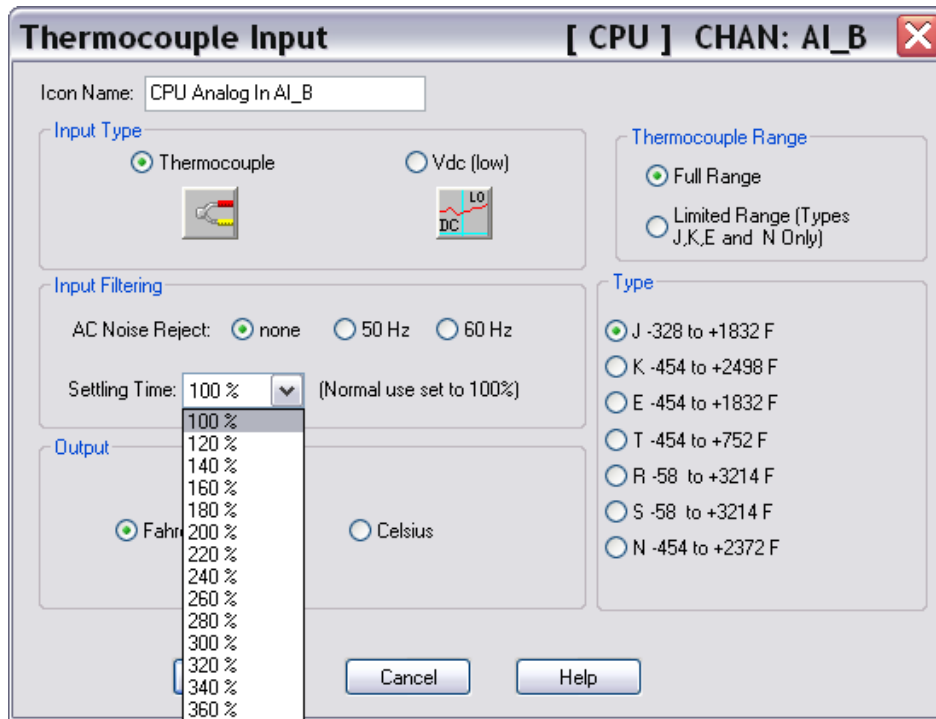 Thermocouple Input [ CPU ] CHAN: AI_B
Icon Name: CPU Analog In AI_B
Input Type
Thermocouple
Vdc (low)
LO
DC
Thermocouple Range
Full Range
Limited Range (Types
J,K,E and N Only)
Input Filtering
AC Noise Reject: none 50 Hz 60 Hz
Settling Time: 100 % (Normal use set to 100%)
100 %
120 %
140 %
160 %
180 %
200 %
220 %
240 %
260 %
280 %
300 %
320 %
340 %
360 %
Output
Celsius
Type
J -328 to +1832 F
K -454 to +2498 F
E -454 to +1832 F
T -454 to +752 F
R -58 to +3214 F
S -58 to +3214 F
N -454 to +2372 F
Cancel
Help